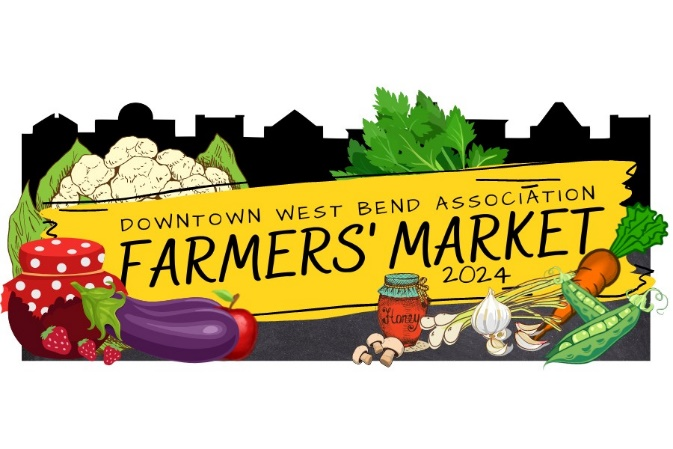 DOWNTOWN WEST BEND ASSOCIATION
FARMERS' MARKET
2024
Honey